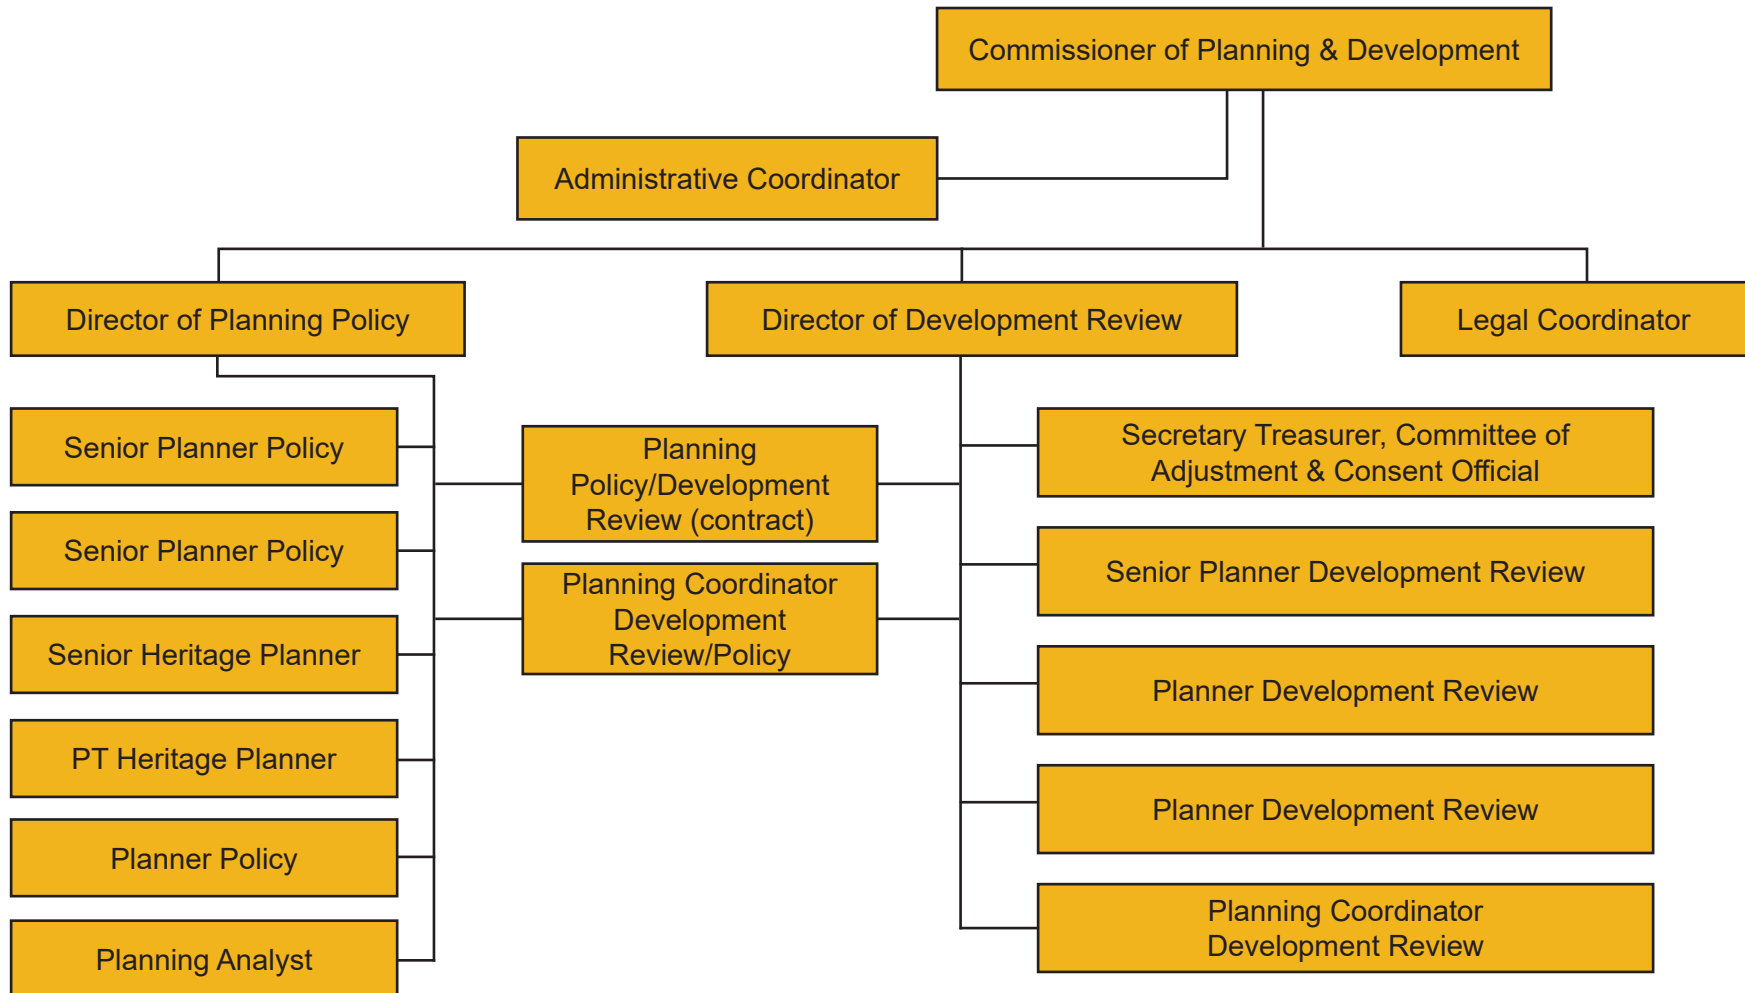 Commissioner of Planning & Development
Administrative Coordinator
Director of Planning Policy
Director of Development Review
Legal Coordinator
Senior Planner Policy
Senior Planner Policy
Senior Heritage Planner
PT Heritage Planner
Planner Policy
Planning Analyst
Planning
Policy/Development
Review (contract)
Planning Coordinator
Development
Review/Policy
Secretary Treasurer, Committee of
Adjustment & Consent Official
Senior Planner Development Review
Planner Development Review
Planner Development Review
Planning Coordinator
Development Review